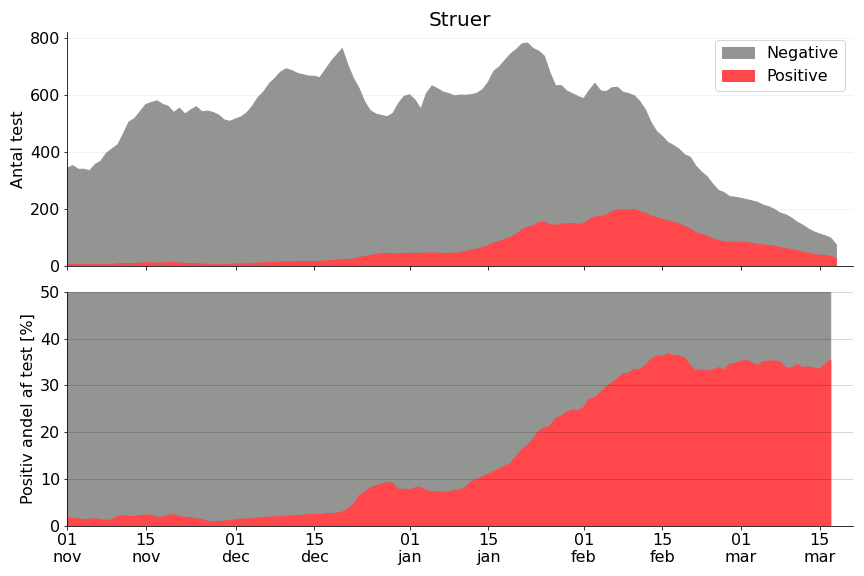 Struer
Antal test
800
600
400
200
0
Negative
Positive
Positiv andel af test [%]
50
40
30
20
10
0
01 15 01 15 01 15 01 15 01 15
nov nov dec dec jan jan feb feb mar mar